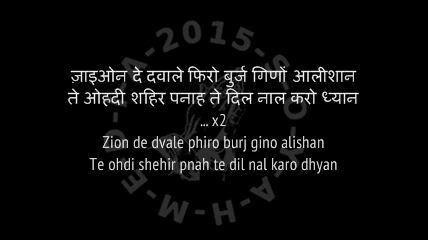 ज़ाइओन दे दवाले फिरो बुर्ज गिणों आलीशान
ते ओहदी शहिर पनाह ते दिल नाल करो ध्यान
... x2
Zion de dvale phiro burj gino alishan
Te ohdi shehir pnah te dil nal karo dhyan